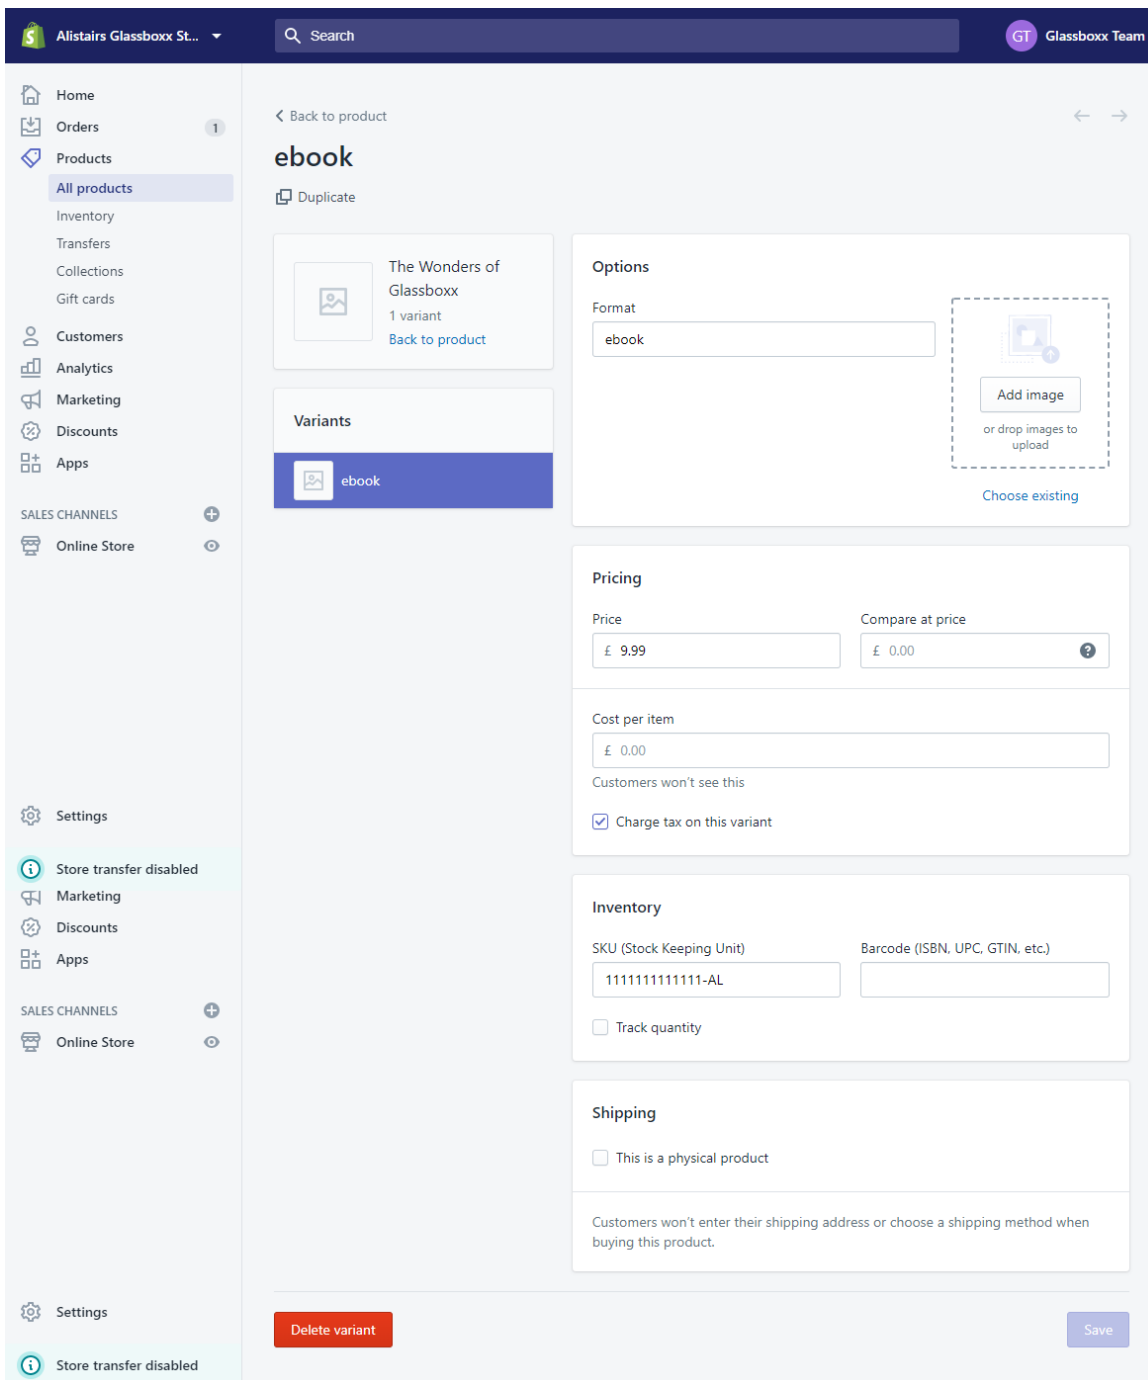 Alistairs Glassboxx St...
Search
GT
Glassboxx Team
Home
Orders
1
Products
All products
Inventory
Transfers
Collections
Gift cards
Customers
Analytics
Marketing
Discounts
Apps
SALES CHANNELS
Online Store
Settings
Store transfer disabled
Marketing
Discounts
Apps
SALES CHANNELS
Online Store
Settings
Store transfer disabled
Back to product
ebook
Duplicate
The Wonders of
Glassboxx
1 variant
Back to product
Variants
ebook
Options
Format
ebook
Add image
or drop images to
upload
Choose existing
Pricing
Price
£ 9.99
Compare at price
£ 0.00
Cost per item
£ 0.00
Customers won't see this
Charge tax on this variant
Inventory
SKU (Stock Keeping Unit)
1111111111111-AL
Barcode (ISBN, UPC, GTIN, etc.)
Track quantity
Shipping
This is a physical product
Customers won't enter their shipping address or choose a shipping method when
buying this product.
Delete variant
Save